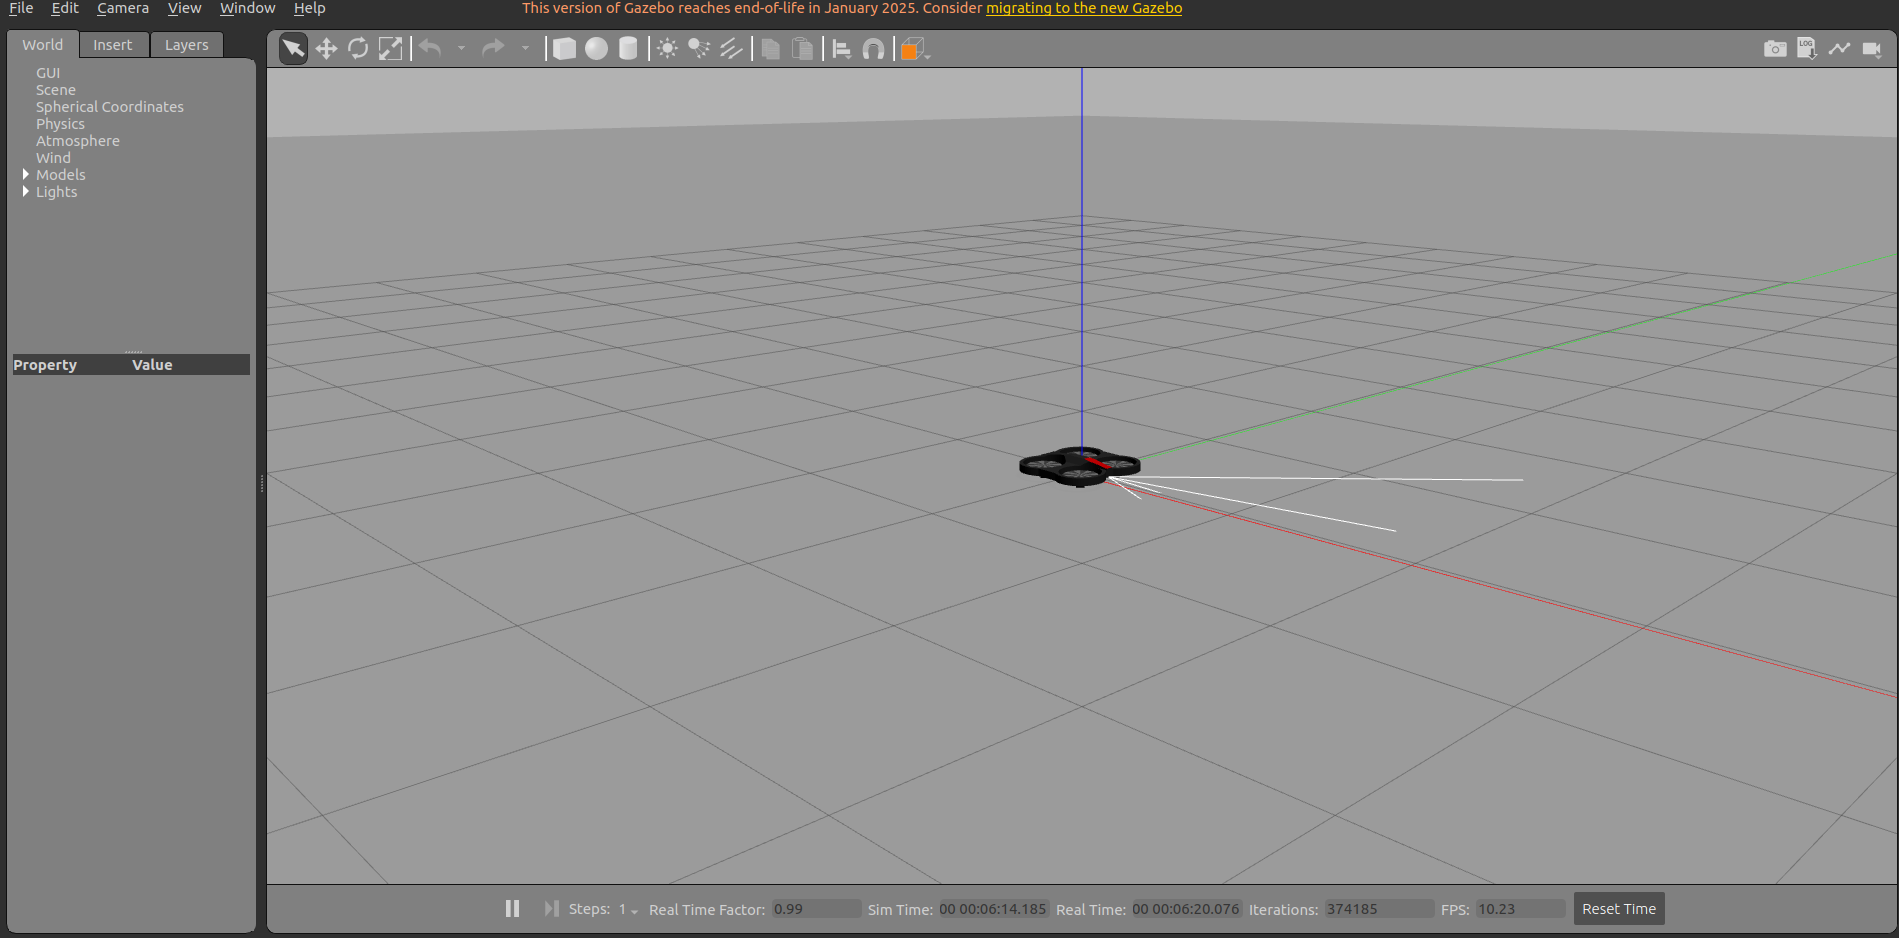 File Edit Camera View Window Help
This version of Gazebo reaches end-of-life in January 2025. Consider migrating to the new Gazebo
World Insert Layers
GUI
Scene
Spherical Coordinates
Physics
Atmosphere
Wind
Models
Lights
Property Value
LOG
Steps: 1 Real Time Factor: 0.99 Sim Time: 00 00:06:14.185 Real Time: 00 00:06:20.076 Iterations: 374185 FPS: 10.23 Reset Time